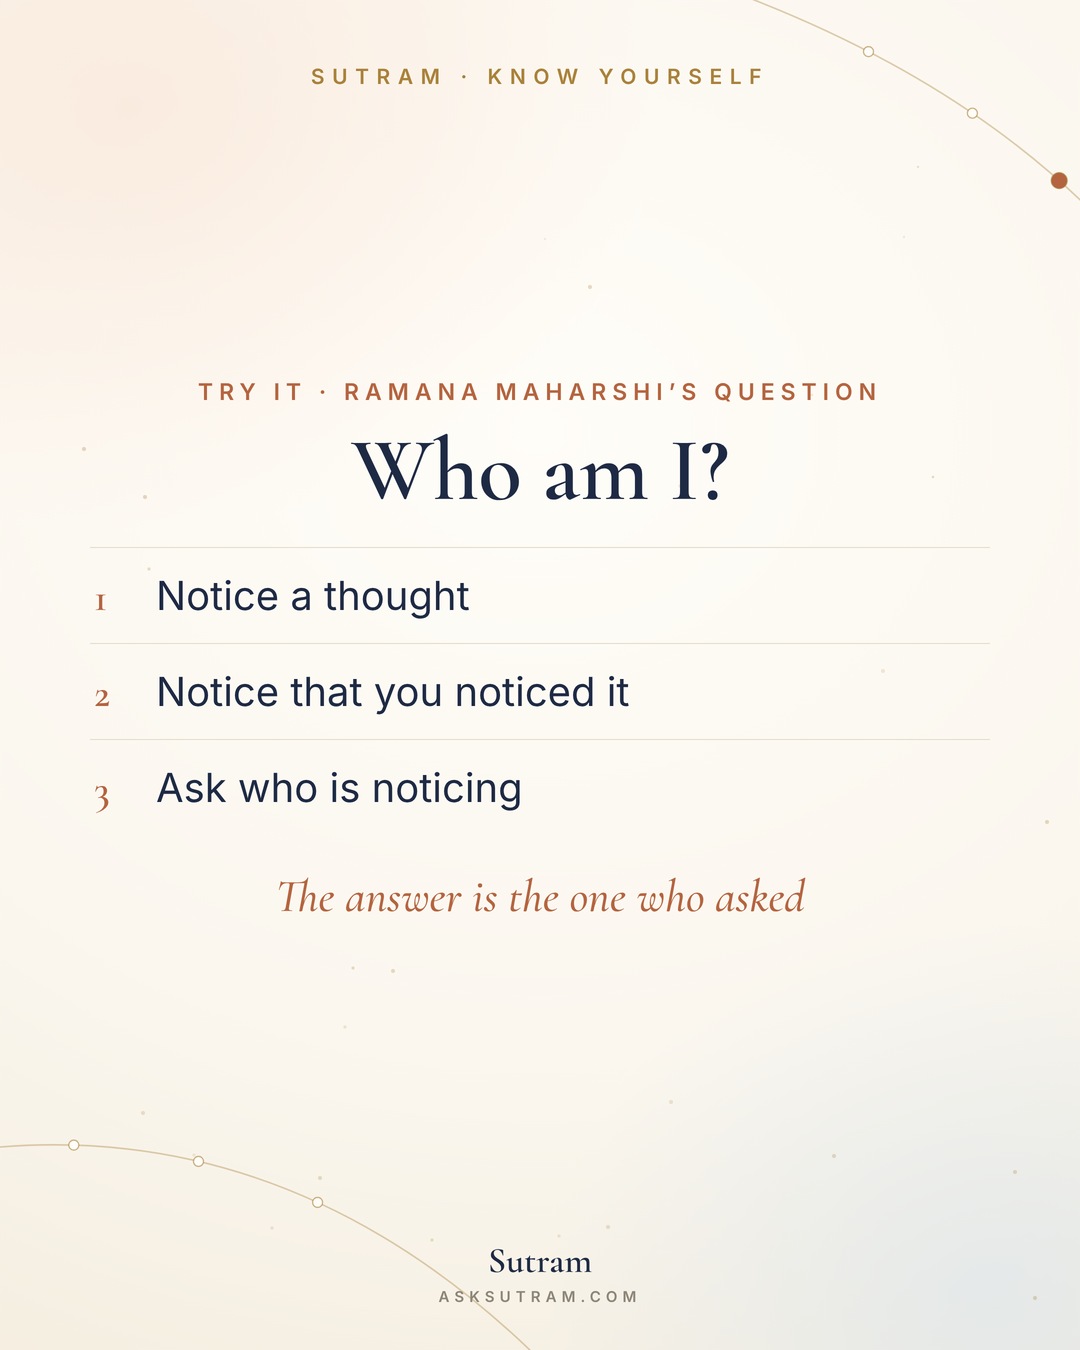 SUTRAM · KNOW YOURSELF
TRY IT · RAMANA MAHARSHI’S QUESTION
Who am I?
1 Notice a thought
2 Notice that you noticed it
3 Ask who is noticing
The answer is the one who asked
Sutram
ASKSUTRAM.COM